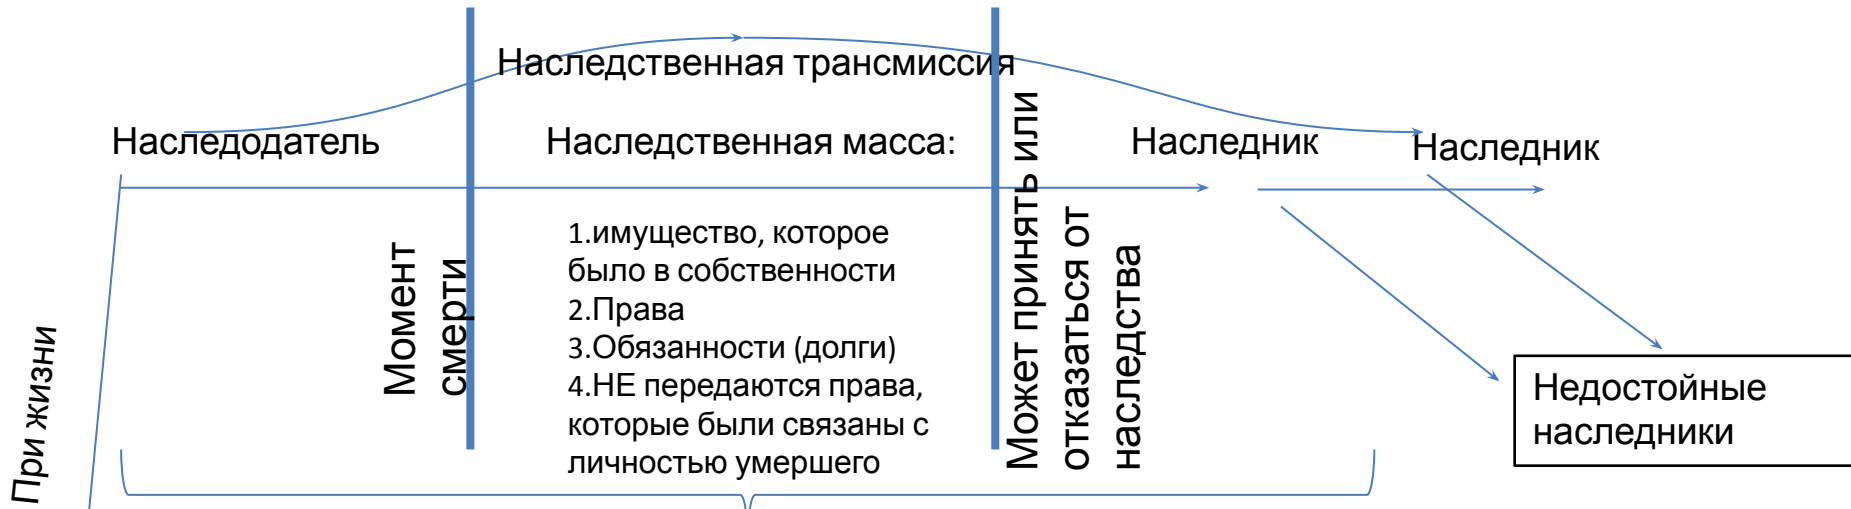 Наследственная трансмиссия
Наследодатель
Наследственная масса:
Наследник
Наследник
Момент
смерти
1.имущество, которое
было в собственности
2.Права
3.Обязанности (долги)
4.НЕ передаются права,
которые были связаны с
личностью умершего
Может принять или
отказаться от
наследства
При жизни
Недостойные
наследники